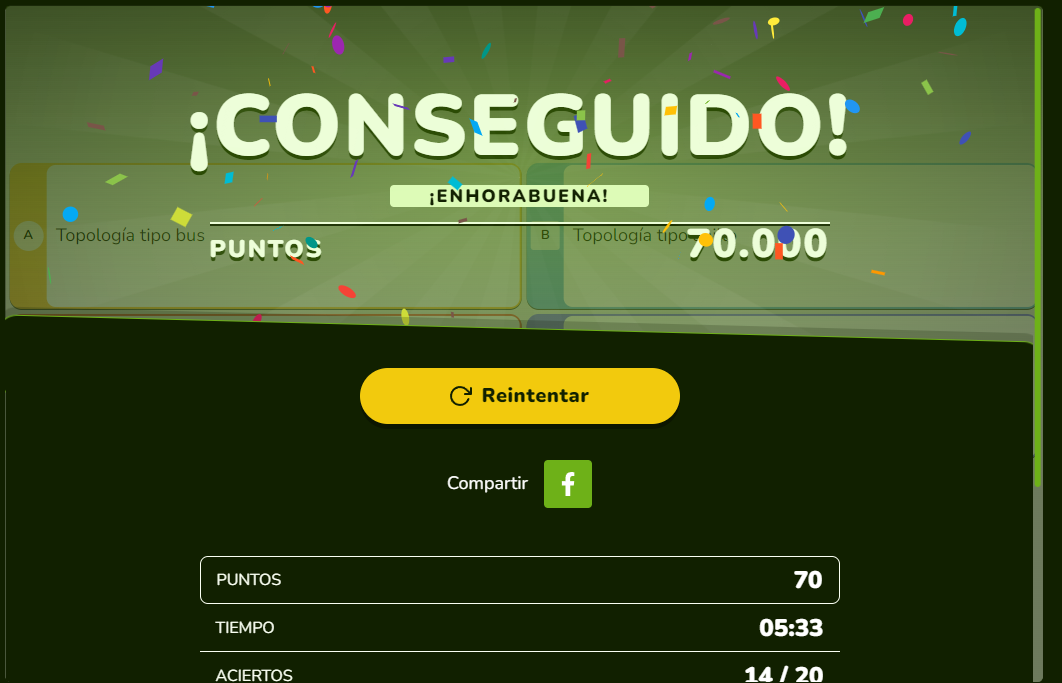 ¡CONSEGUIDO!
¡ENHORABUENA!
A
Topología tipo bus
B
Topología tipo
PUNTOS
70.000
Reintentar
Compartir
PUNTOS
70
TIEMPO
05:33
ACIERTOS
14 / 20